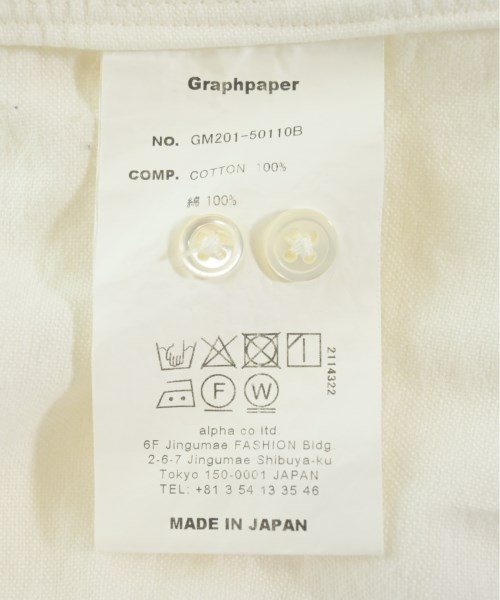 Graphpaper
NO. GM201-50110B
COMP. COTTON 100%
綿 100%
2114322
F W
alpha co ltd.
6F Jingumae FASHION Bldg.
2-6-7 Jingumae Shibuya-ku
Tokyo 150-0001 JAPAN
TEL: +81 3 54 13 35 46
MADE IN JAPAN